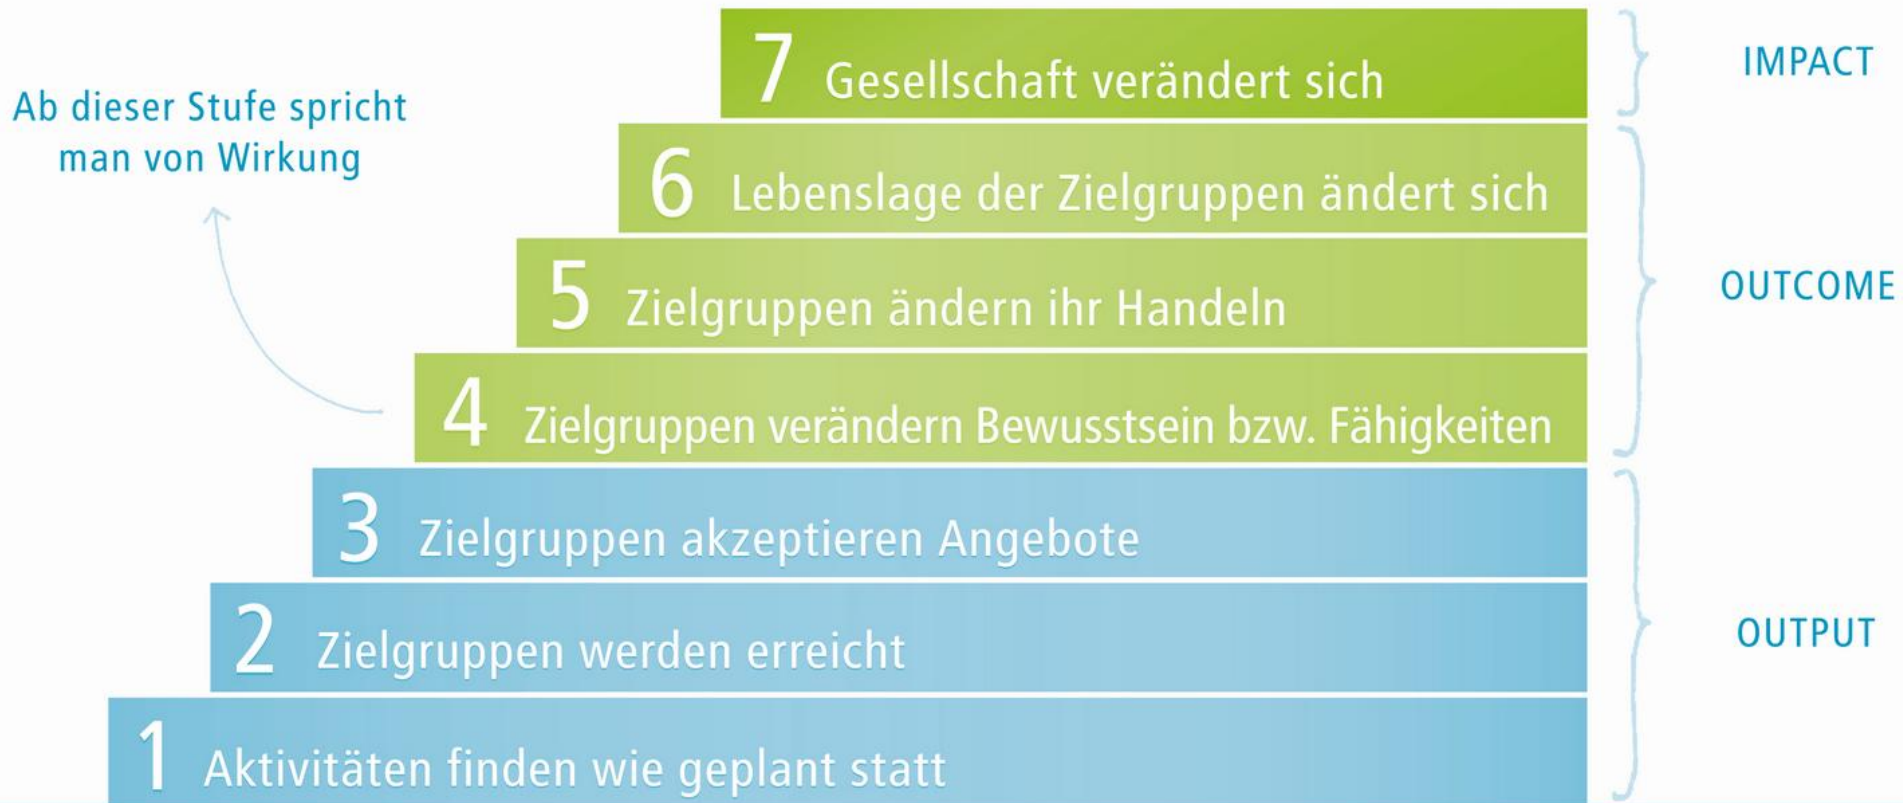 7 Gesellschaft verändert sich
IMPACT
Ab dieser Stufe spricht
man von Wirkung
6 Lebenslage der Zielgruppen ändert sich
5 Zielgruppen ändern ihr Handeln
OUTCOME
4 Zielgruppen verändern Bewusstsein bzw. Fähigkeiten
3 Zielgruppen akzeptieren Angebote
2 Zielgruppen werden erreicht
OUTPUT
1 Aktivitäten finden wie geplant statt